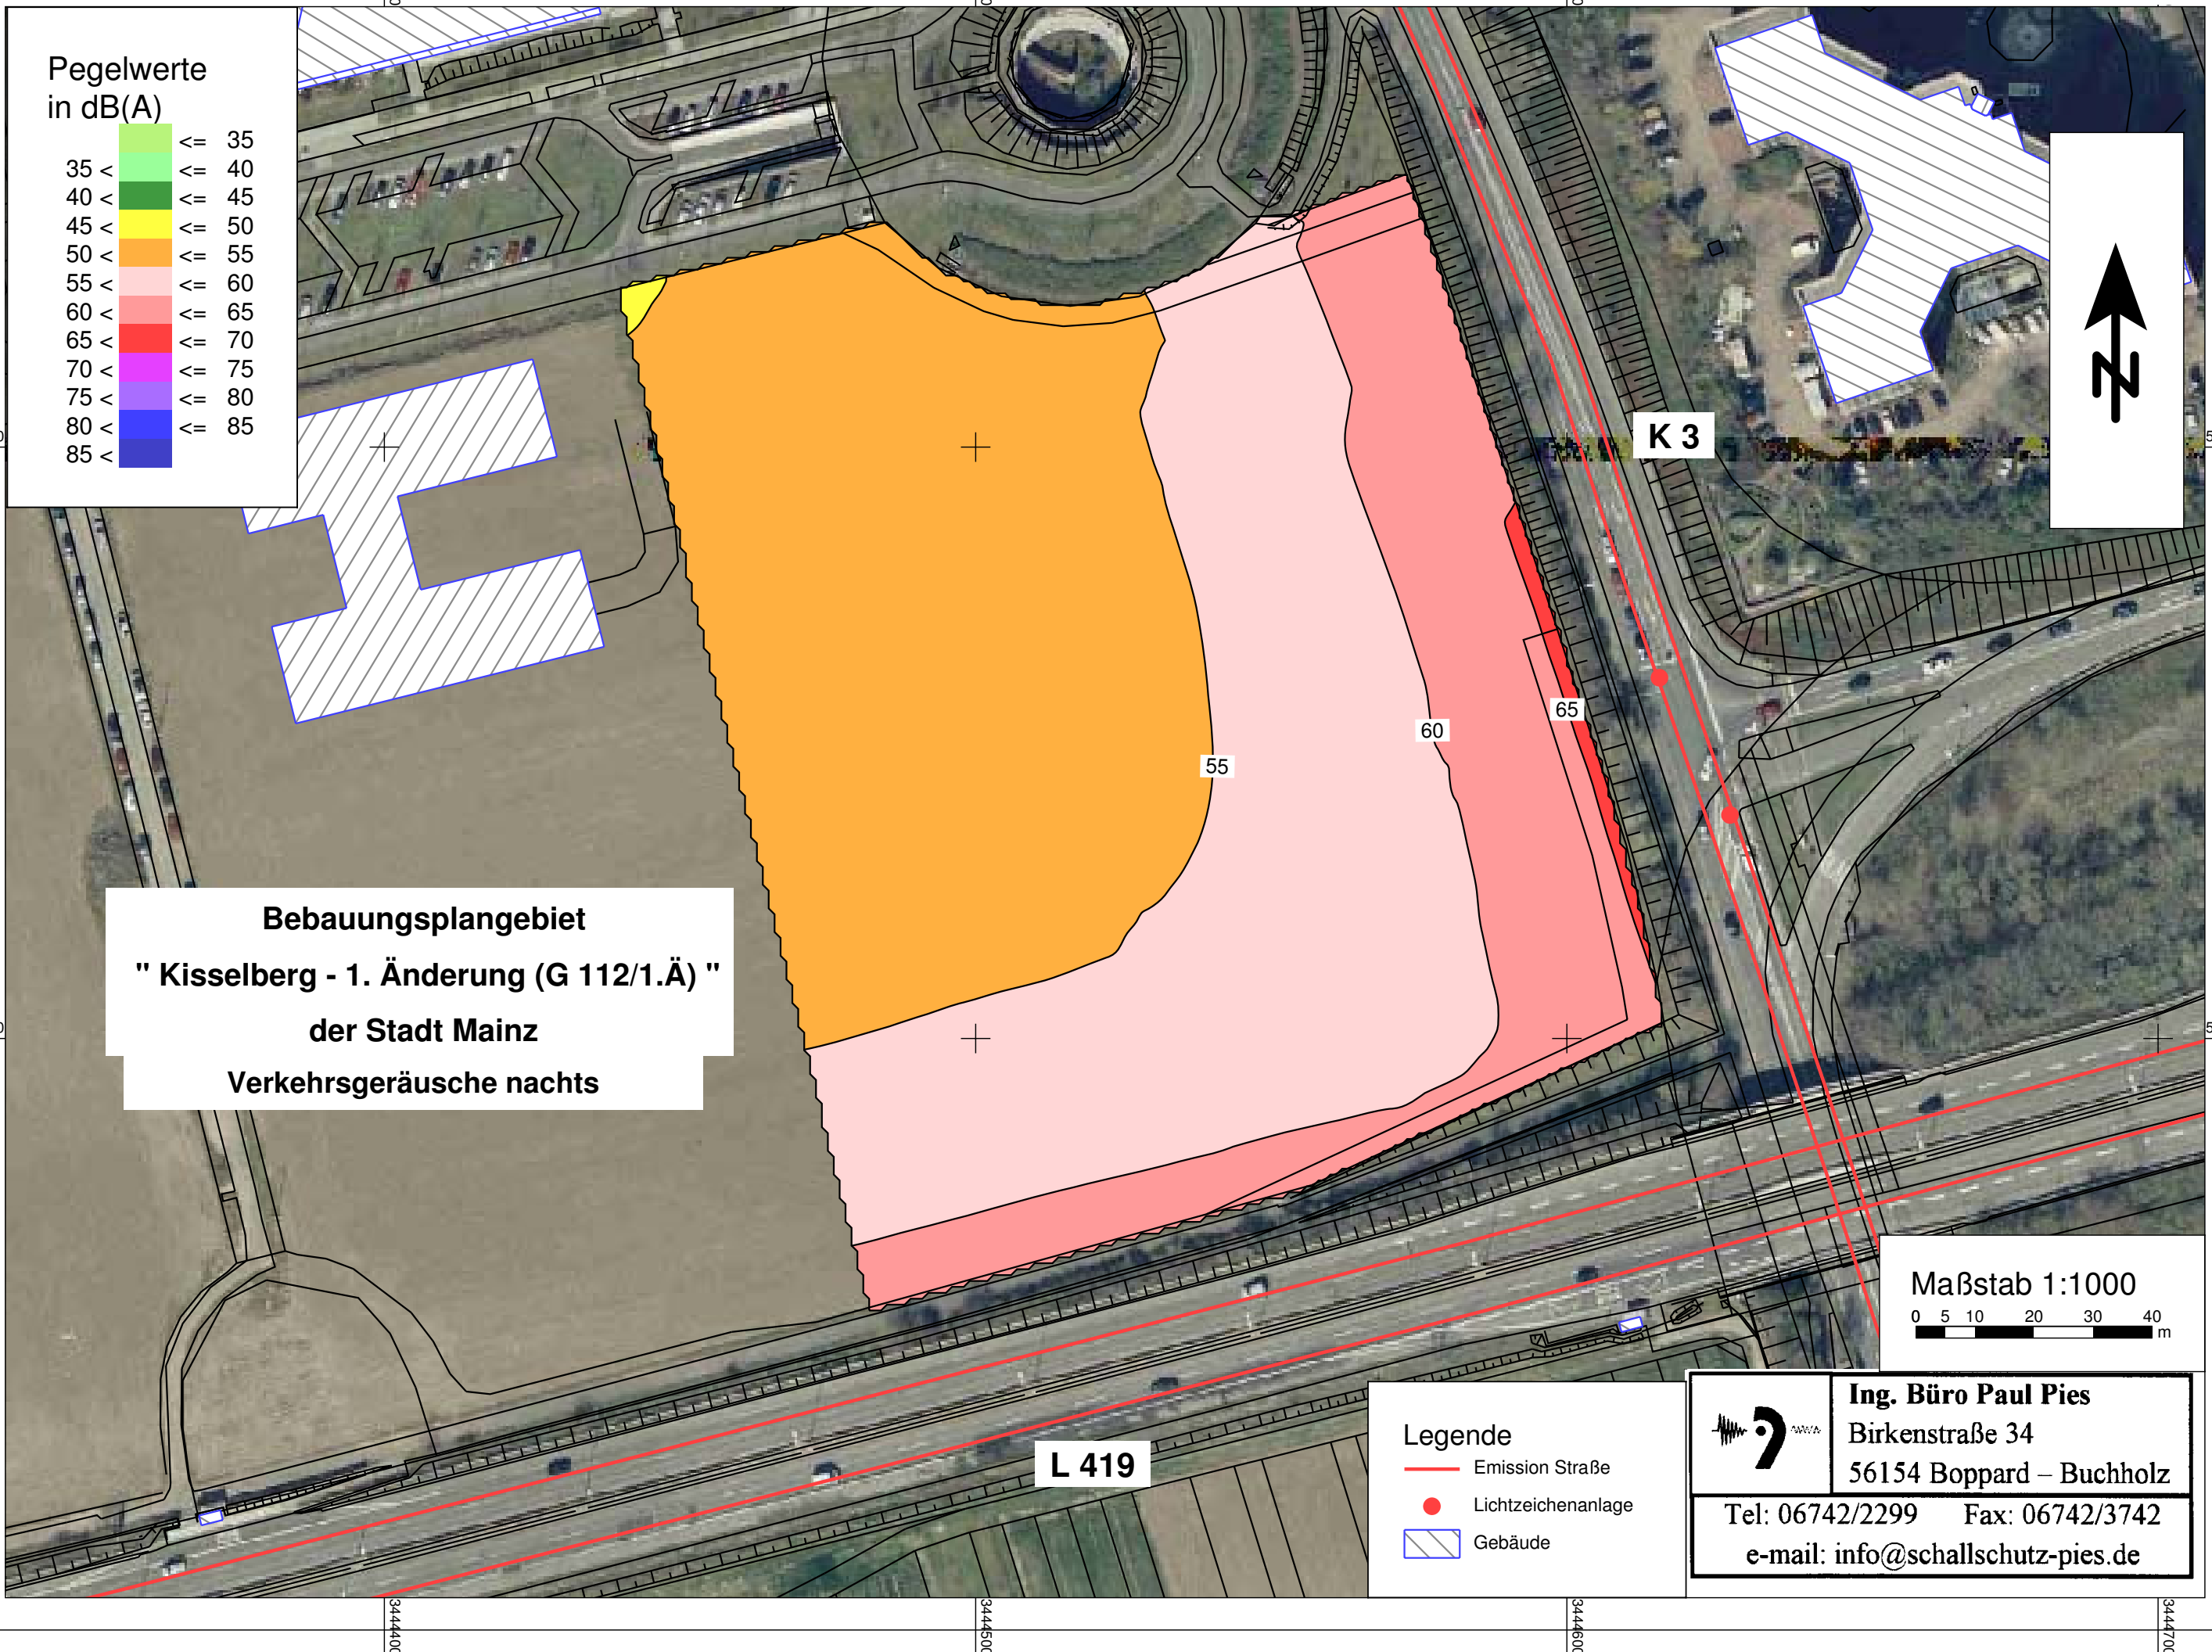 Pegelwerte
in dB(A)
<= 35
35 < <= 40
40 < <= 45
45 < <= 50
50 < <= 55
55 < <= 60
60 < <= 65
65 < <= 70
70 < <= 75
75 < <= 80
80 < <= 85
85 <
K 3
N
65
60
55
Bebauungsplangebiet
" Kisselberg - 1. Änderung (G 112/1.Ä) "
der Stadt Mainz
Verkehrsgeräusche nachts
L 419
Maßstab 1:1000
0 5 10 20 30 40
m
Legende
Emission Straße
Lichtzeichenanlage
Gebäude
Ing. Büro Paul Pies
Birkenstraße 34
56154 Boppard – Buchholz
Tel: 06742/2299 Fax: 06742/3742
e-mail: info@schallschutz-pies.de